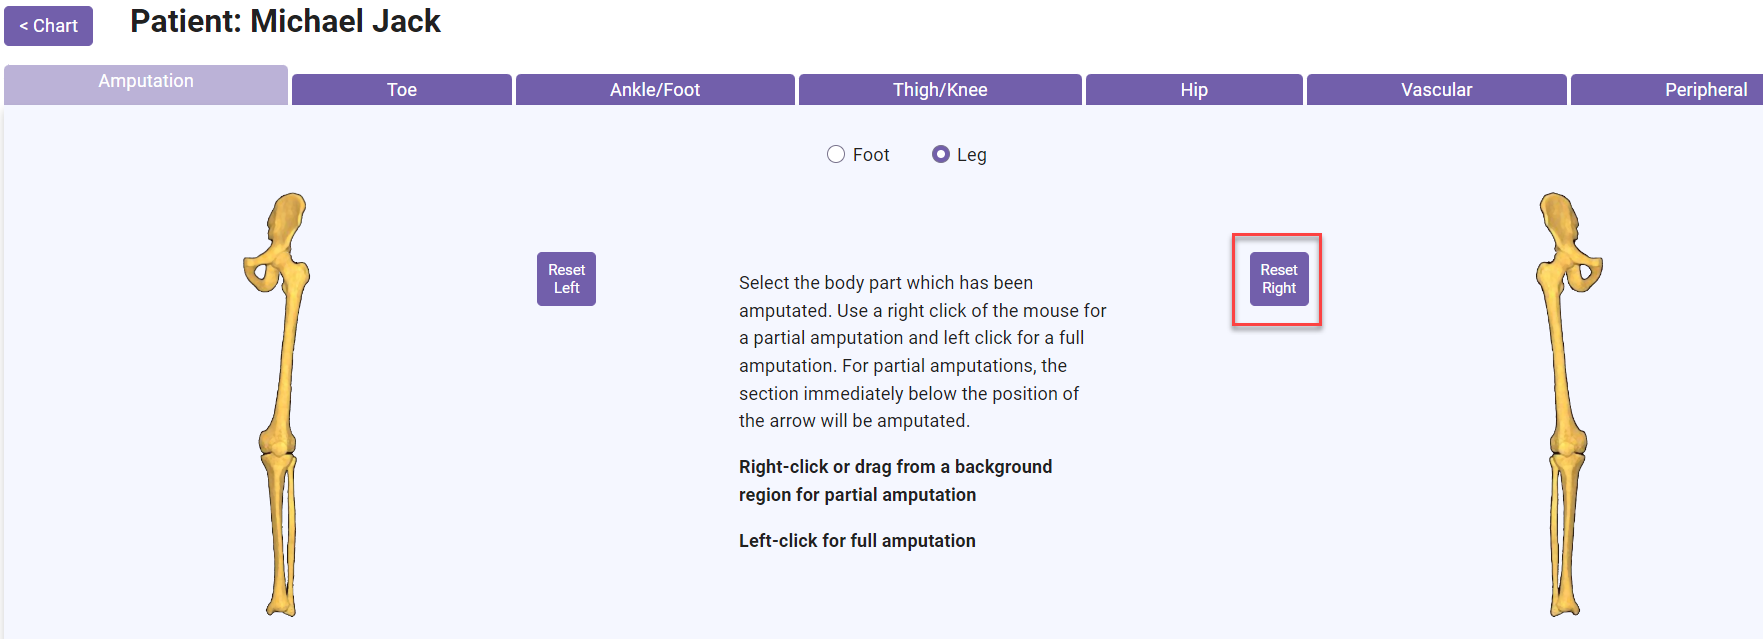 < Chart
Patient: Michael Jack
Amputation
Toe
Ankle/Foot
Thigh/Knee
Hip
Vascular
Peripheral
Foot
Leg
Reset
Left
Select the body part which has been
amputated. Use a right click of the mouse for
a partial amputation and left click for a full
amputation. For partial amputations, the
section immediately below the position of
the arrow will be amputated.
Right-click or drag from a background
region for partial amputation
Left-click for full amputation
Reset
Right